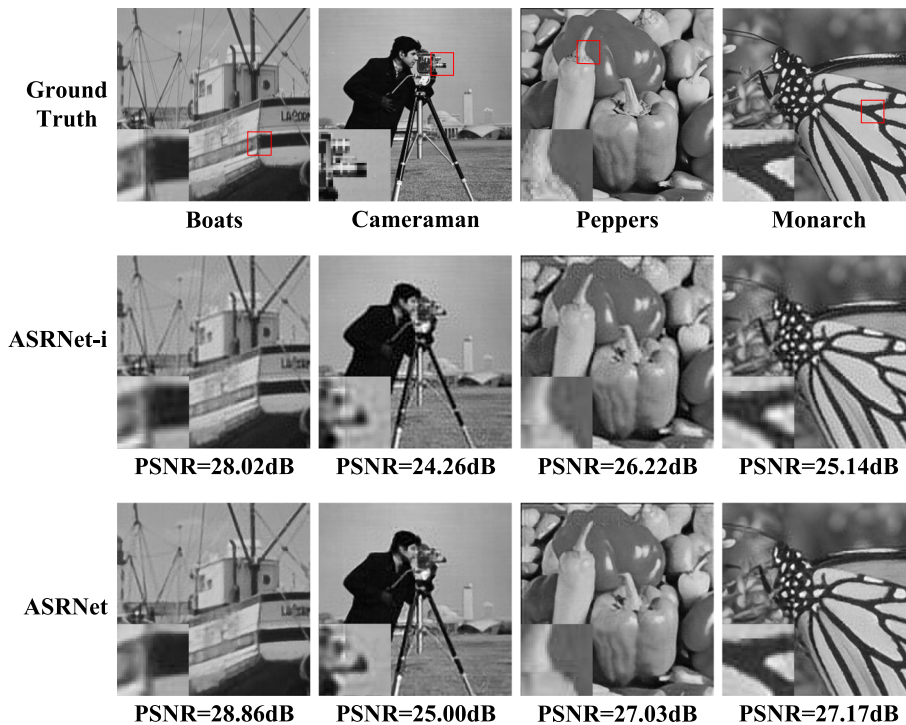 Ground
Truth
Boats
Cameraman
Peppers
Monarch
ASRNet-i
PSNR=28.02dB
PSNR=24.26dB
PSNR=26.22dB
PSNR=25.14dB
ASRNet
PSNR=28.86dB
PSNR=25.00dB
PSNR=27.03dB
PSNR=27.17dB